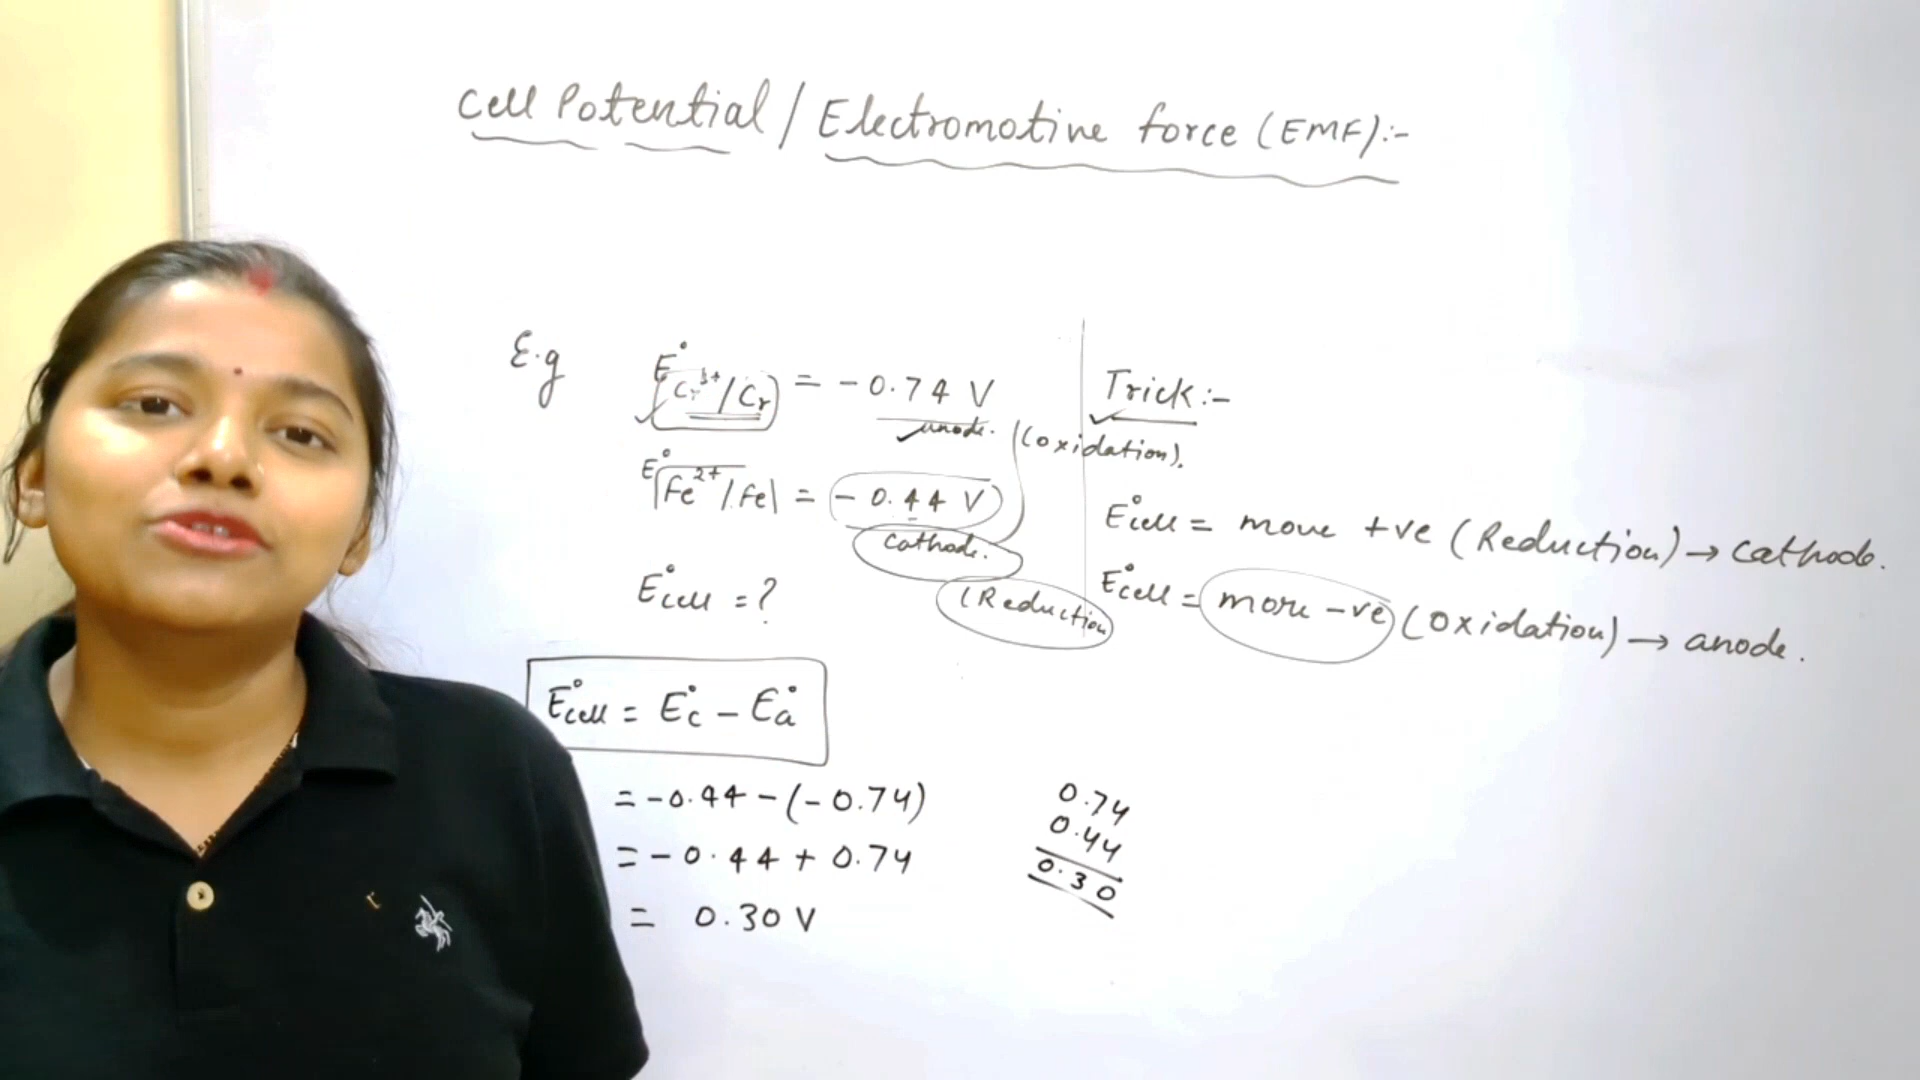 Cell Potential / Electromotive force (EMF):-
E.g
E° Cr³⁺/Cr = -0.74 V
anode. (oxidation).
E° Fe²⁺/Fe = -0.44 V
cathode.
(Reduction
E°cell = ?
E°cell = E°c - E°a
= -0.44 - (-0.74)
= -0.44 + 0.74
= 0.30 V
0.74
0.44
0.30
Trick:-
E°cell = more +ve (Reduction) → cathode.
E°cell = more -ve (oxidation) → anode.